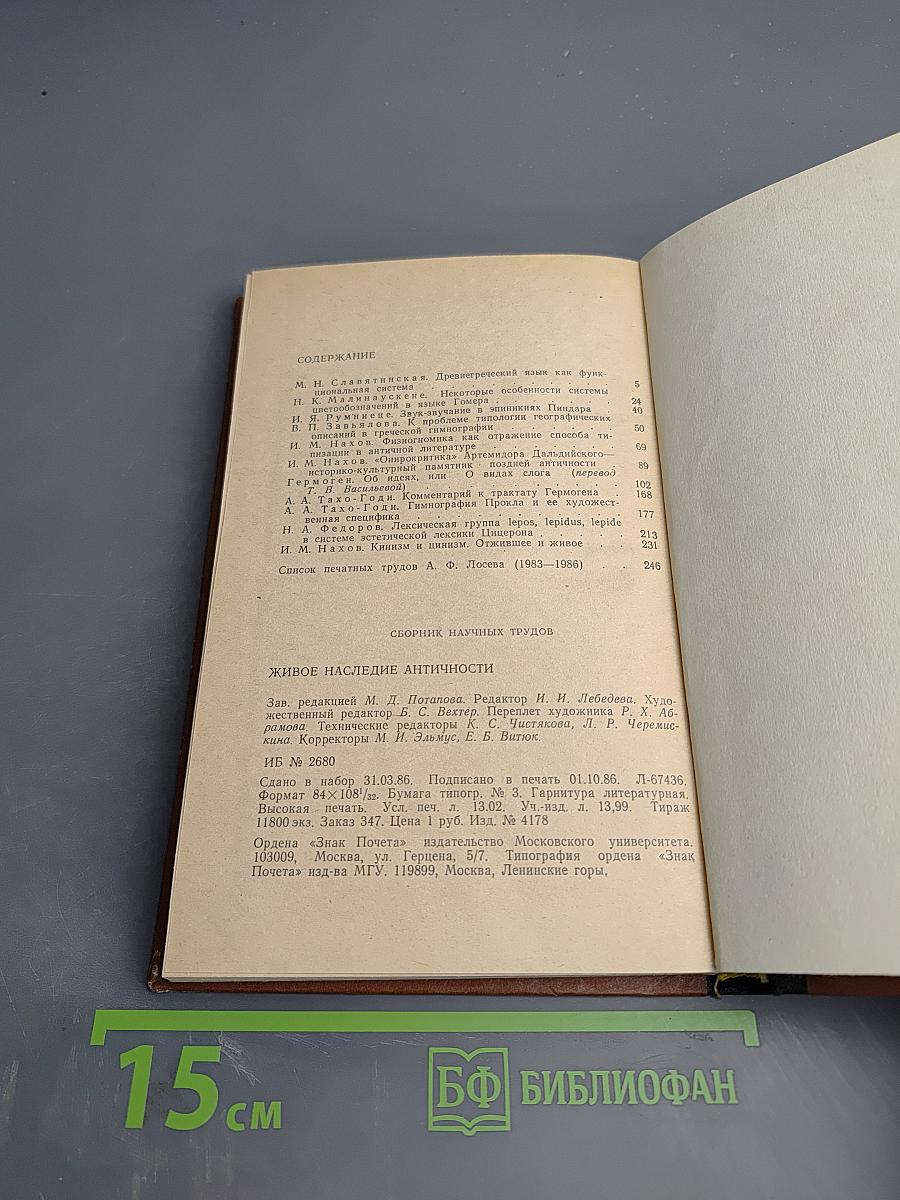 СОДЕРЖАНИЕ
М. Н. Славятинская. Древнегреческий язык как функ-
циональная система . . . . . . . . . . . 5
Н. К. Малинаускене. Некоторые особенности системы
цветообозначений в языке Гомера . . . . . . 24
И. Я. Румниеце. Звук-звучание в эпиникиях Пиндара 40
В. П. Завьялова. К проблеме типологии географических
описаний в греческой гимнографии . . . . . . 50
И. М. Нахов. Физиогномика как отражение способа ти-
пизации в античной литературе . . . . . . 69
И. М. Нахов. «Онирокритика» Артемидора Дальдийского—
историко-культурный памятник поздней античности 89
Гермоген. Об идеях, или О видах слога (перевод
Т. В. Васильевой) . . . . . . . . . . . 102
А. А. Тахо-Годи. Комментарий к трактату Гермогена . 168
А. А. Тахо-Годи. Гимнография Прокла и ее художест-
венная специфика . . . . . . . . . . . 177
Н. А. Федоров. Лексическая группа lepos, lepidus, lepide
в системе эстетической лексики Цицерона . . . . 213
И. М. Нахов. Кинизм и цинизм. Отжившее и живое . . 231
Список печатных трудов А. Ф. Лосева (1983—1986) . . 246
СБОРНИК НАУЧНЫХ ТРУДОВ
ЖИВОЕ НАСЛЕДИЕ АНТИЧНОСТИ
Зав. редакцией М. Д. Потапова. Редактор И. И. Лебедева. Худо-
жественный редактор Б. С. Вехтер. Переплет художника Р. Х. Аб-
рамова. Технические редакторы К. С. Чистякова, Л. Р. Черемис-
кина. Корректоры М. И. Эльмус, Е. Б. Витюк.
ИБ № 2680
Сдано в набор 31.03.86. Подписано в печать 01.10.86. Л-67436.
Формат 84×108¹/₃₂. Бумага типогр. № 3. Гарнитура литературная.
Высокая печать. Усл. печ. л. 13.02. Уч.-изд. л. 13,99. Тираж
11800 экз. Заказ 347. Цена 1 руб. Изд. № 4178
Ордена «Знак Почета» издательство Московского университета.
103009, Москва, ул. Герцена, 5/7. Типография ордена «Знак
Почета» изд-ва МГУ. 119899, Москва, Ленинские горы.
15 см
БФ БИБЛИОФАН